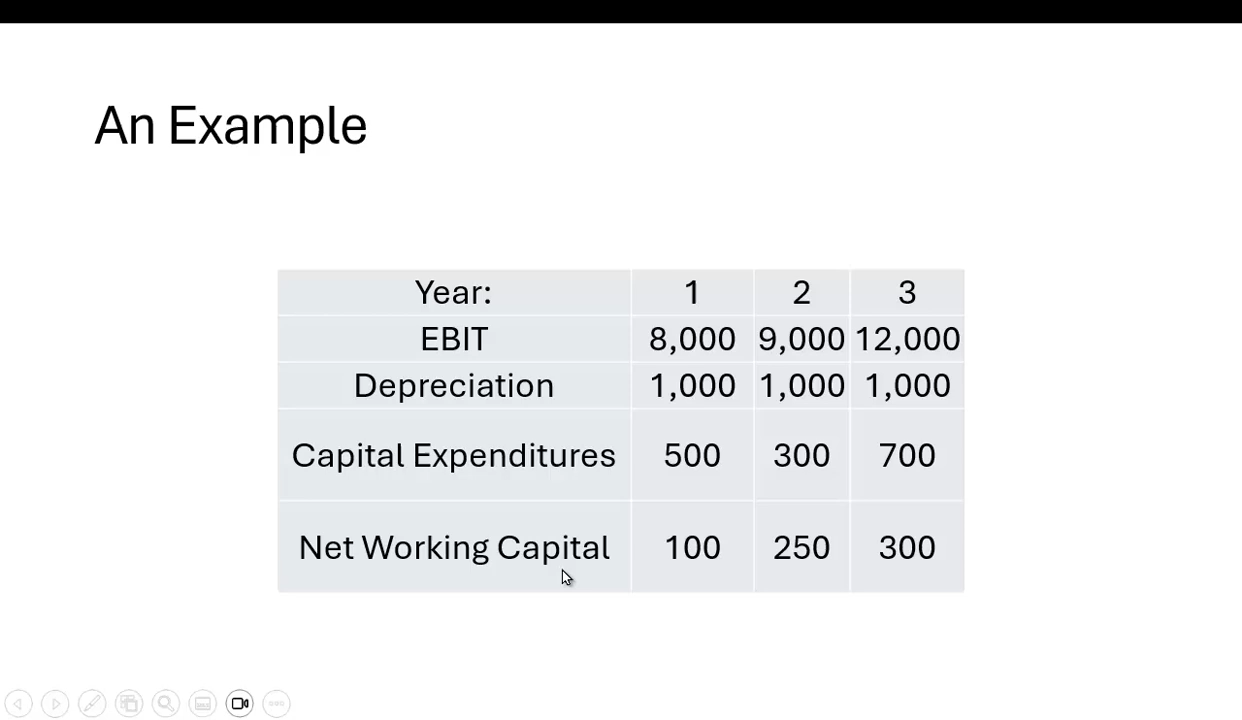 An Example
Year: 1 2 3
EBIT 8,000 9,000 12,000
Depreciation 1,000 1,000 1,000
Capital Expenditures 500 300 700
Net Working Capital 100 250 300